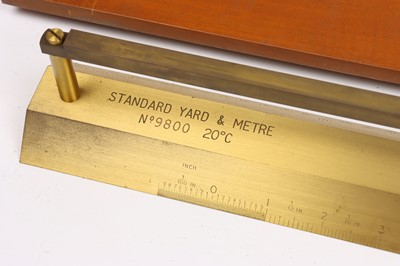 STANDARD YARD & METRE
Nº9800 20°C
INCH
0 1 2 3